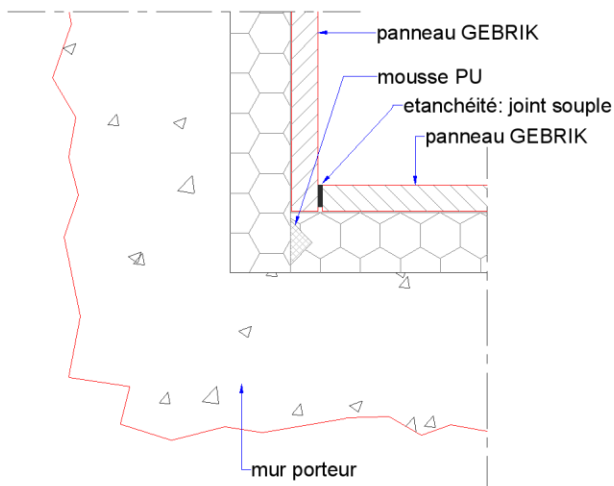 panneau GEBRIK
mousse PU
etanchéité: joint souple
panneau GEBRIK
mur porteur